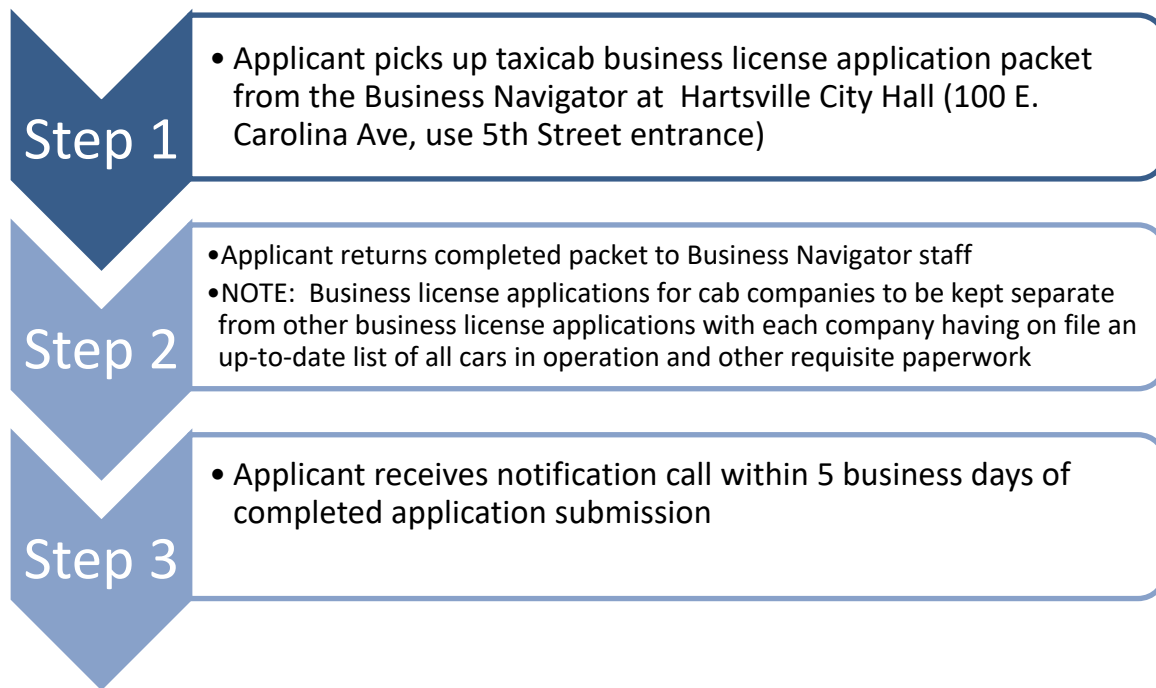 Step 1
• Applicant picks up taxicab business license application packet
from the Business Navigator at  Hartsville City Hall (100 E.
Carolina Ave, use 5th Street entrance)
Step 2
•Applicant returns completed packet to Business Navigator staff
•NOTE:  Business license applications for cab companies to be kept separate
from other business license applications with each company having on file an
up-to-date list of all cars in operation and other requisite paperwork
Step 3
• Applicant receives notification call within 5 business days of
completed application submission